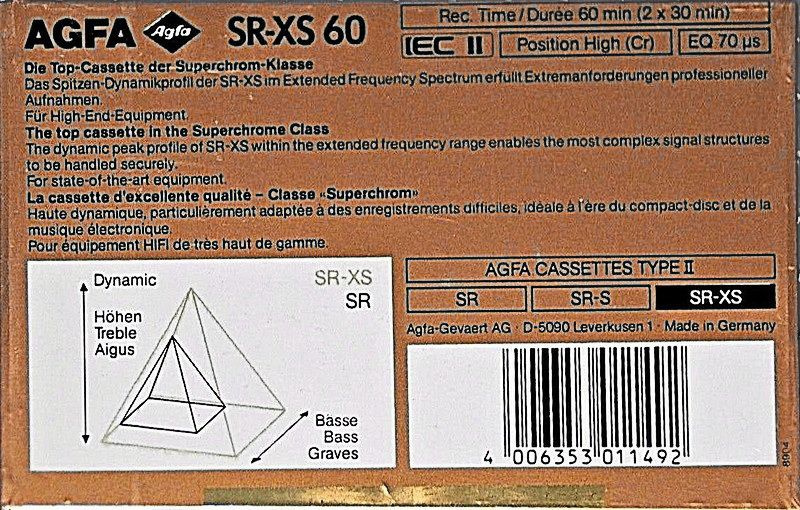 AGFA Agfa SR-XS 60
Rec. Time/Durée 60 min (2 x 30 min)
IEC II Position High (Cr) EQ 70 µs
Die Top-Cassette der Superchrom-Klasse
Das Spitzen-Dynamikprofil der SR-XS im Extended Frequency Spectrum erfüllt Extremanforderungen professioneller
Aufnahmen.
Für High-End-Equipment.
The top cassette in the Superchrome Class
The dynamic peak profile of SR-XS within the extended frequency range enables the most complex signal structures
to be handled securely.
For state-of-the-art equipment.
La cassette d'excellente qualité – Classe «Superchrom»
Haute dynamique, particulièrement adaptée à des enregistrements difficiles, idéale à l'ère du compact-disc et de la
musique électronique.
Pour équipement HIFI de très haut de gamme.
Dynamic
SR-XS
SR
Höhen
Treble
Aigus
Bässe
Bass
Graves
AGFA CASSETTES TYPE II
SR SR-S SR-XS
Agfa-Gevaert AG · D-5090 Leverkusen 1 · Made in Germany
4 006353 011492
8904